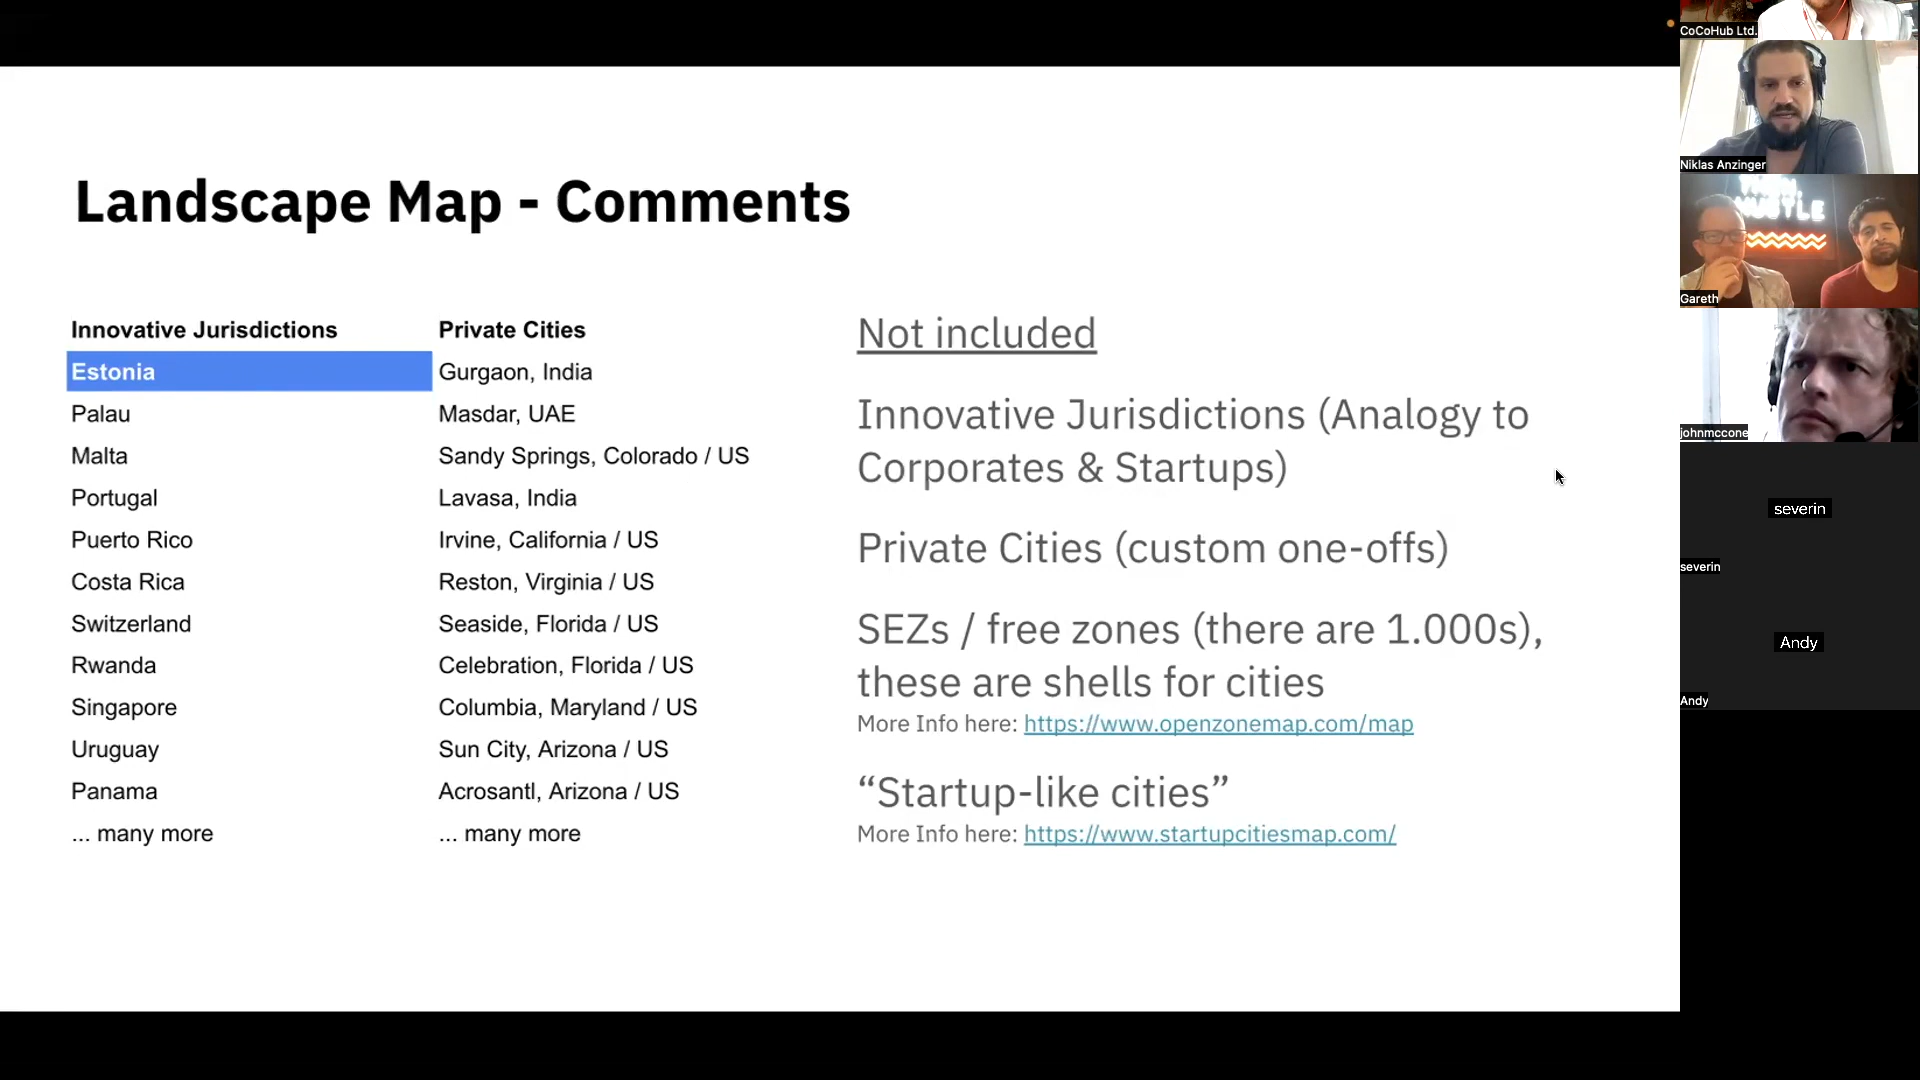 Landscape Map - Comments
Innovative Jurisdictions
Estonia
Palau
Malta
Portugal
Puerto Rico
Costa Rica
Switzerland
Rwanda
Singapore
Uruguay
Panama
... many more
Private Cities
Gurgaon, India
Masdar, UAE
Sandy Springs, Colorado / US
Lavasa, India
Irvine, California / US
Reston, Virginia / US
Seaside, Florida / US
Celebration, Florida / US
Columbia, Maryland / US
Sun City, Arizona / US
Acrosantl, Arizona / US
... many more
Not included
Innovative Jurisdictions (Analogy to
Corporates & Startups)
Private Cities (custom one-offs)
SEZs / free zones (there are 1.000s),
these are shells for cities
More Info here: https://www.openzonemap.com/map
“Startup-like cities”
More Info here: https://www.startupcitiesmap.com/
CoCoHub Ltd.
Niklas Anzinger
Gareth
johnmccone
severin
severin
Andy
Andy